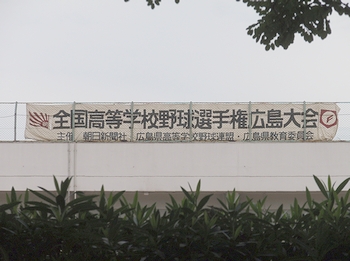 全国高等学校野球選手権広島大会
主催 朝日新聞社・広島県高等学校野球連盟・広島県教育委員会